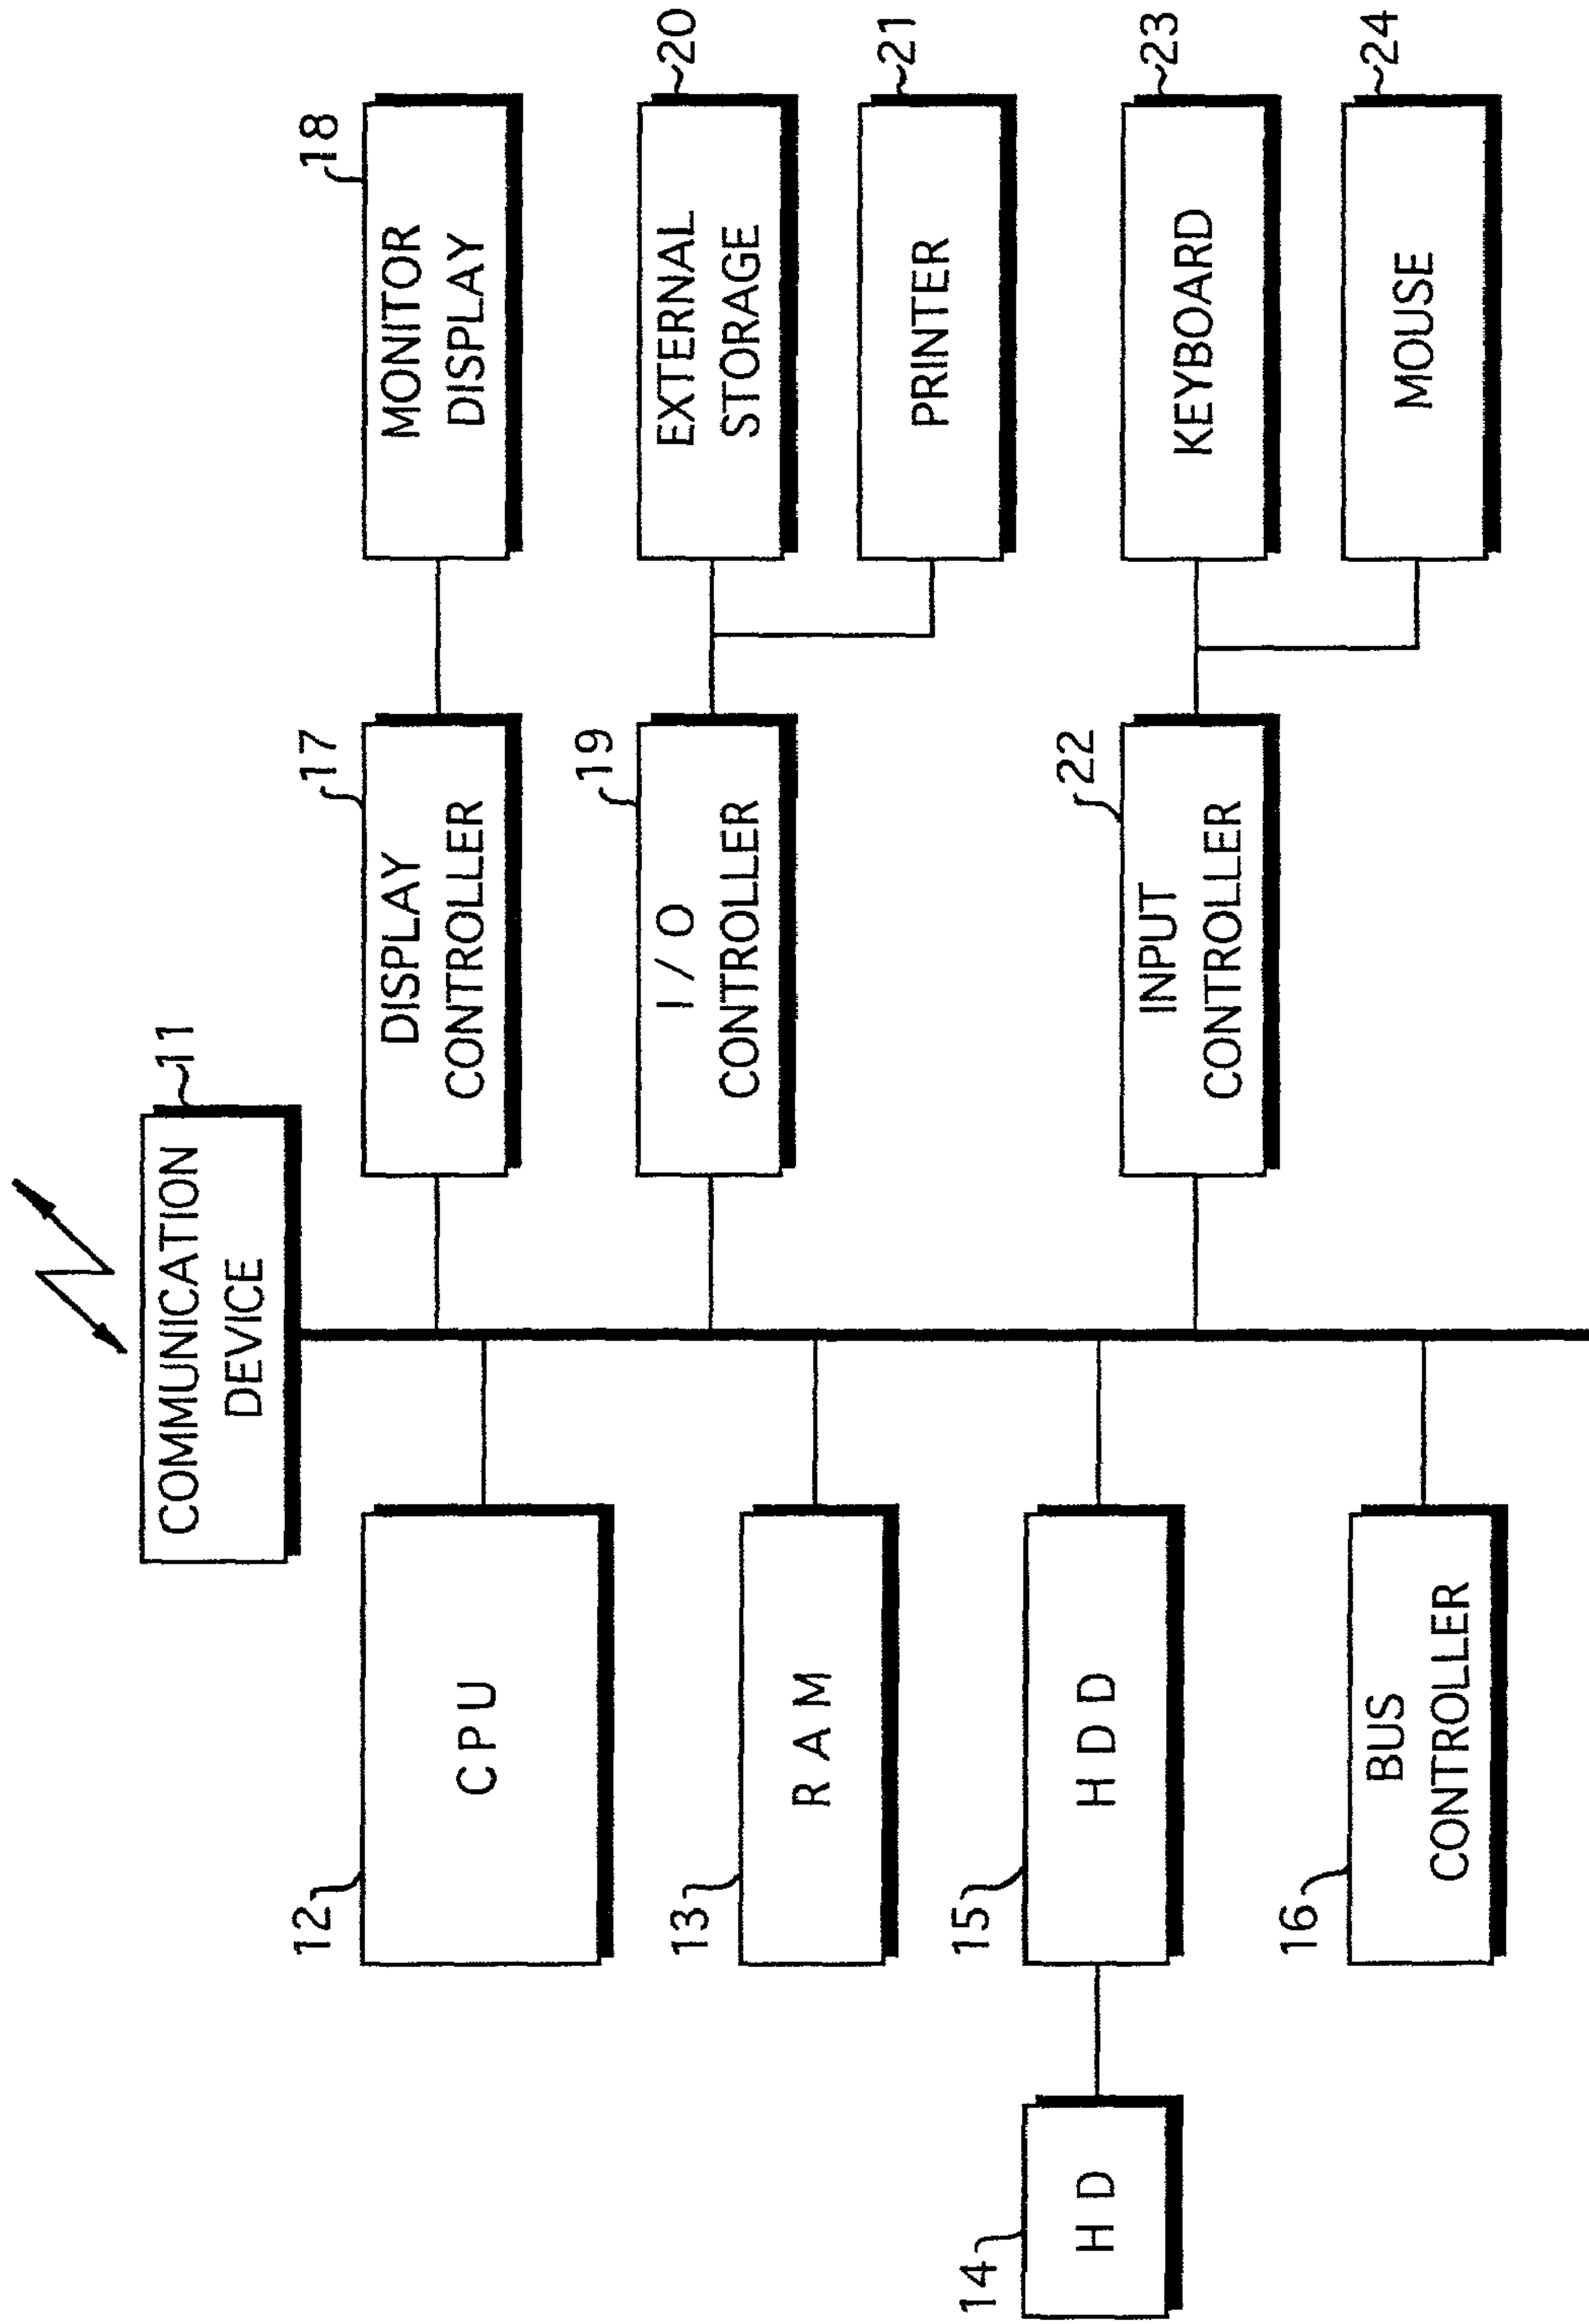 11
COMMUNICATION
DEVICE
12
C P U
17
DISPLAY
CONTROLLER
18
MONITOR
DISPLAY
13
R A M
19
I / O
CONTROLLER
20
EXTERNAL
STORAGE
21
PRINTER
14
H D
15
H D D
22
INPUT
CONTROLLER
23
KEYBOARD
16
BUS
CONTROLLER
24
MOUSE